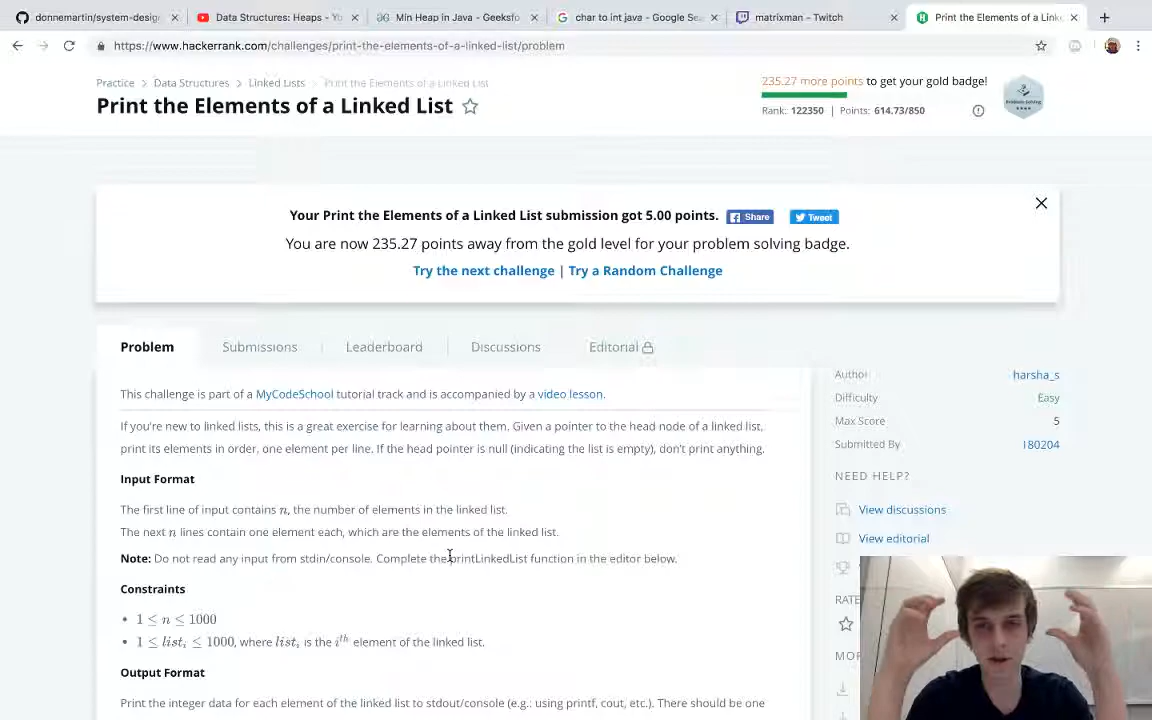 donnemartin/system-desig
Data Structures: Heaps - Yo
Min Heap in Java - Geeksfo
char to int java - Google Sea
matrixman - Twitch
Print the Elements of a Linke
https://www.hackerrank.com/challenges/print-the-elements-of-a-linked-list/problem
Practice > Data Structures > Linked Lists > Print the Elements of a Linked List
Print the Elements of a Linked List
235.27 more points to get your gold badge!
Rank: 122350 | Points: 614.73/850
Problem Solving
Your Print the Elements of a Linked List submission got 5.00 points. Share Tweet
You are now 235.27 points away from the gold level for your problem solving badge.
Try the next challenge | Try a Random Challenge
Problem Submissions Leaderboard Discussions Editorial
This challenge is part of a MyCodeSchool tutorial track and is accompanied by a video lesson.
If you're new to linked lists, this is a great exercise for learning about them. Given a pointer to the head node of a linked list,
print its elements in order, one element per line. If the head pointer is null (indicating the list is empty), don't print anything.
Input Format
The first line of input contains n, the number of elements in the linked list.
The next n lines contain one element each, which are the elements of the linked list.
Note: Do not read any input from stdin/console. Complete the printLinkedList function in the editor below.
Constraints
• 1 ≤ n ≤ 1000
• 1 ≤ list_i ≤ 1000, where list_i is the i^th element of the linked list.
Output Format
Print the integer data for each element of the linked list to stdout/console (e.g.: using printf, cout, etc.). There should be one
Author harsha_s
Difficulty Easy
Max Score 5
Submitted By 180204
NEED HELP?
View discussions
View editorial
RATE
MOR